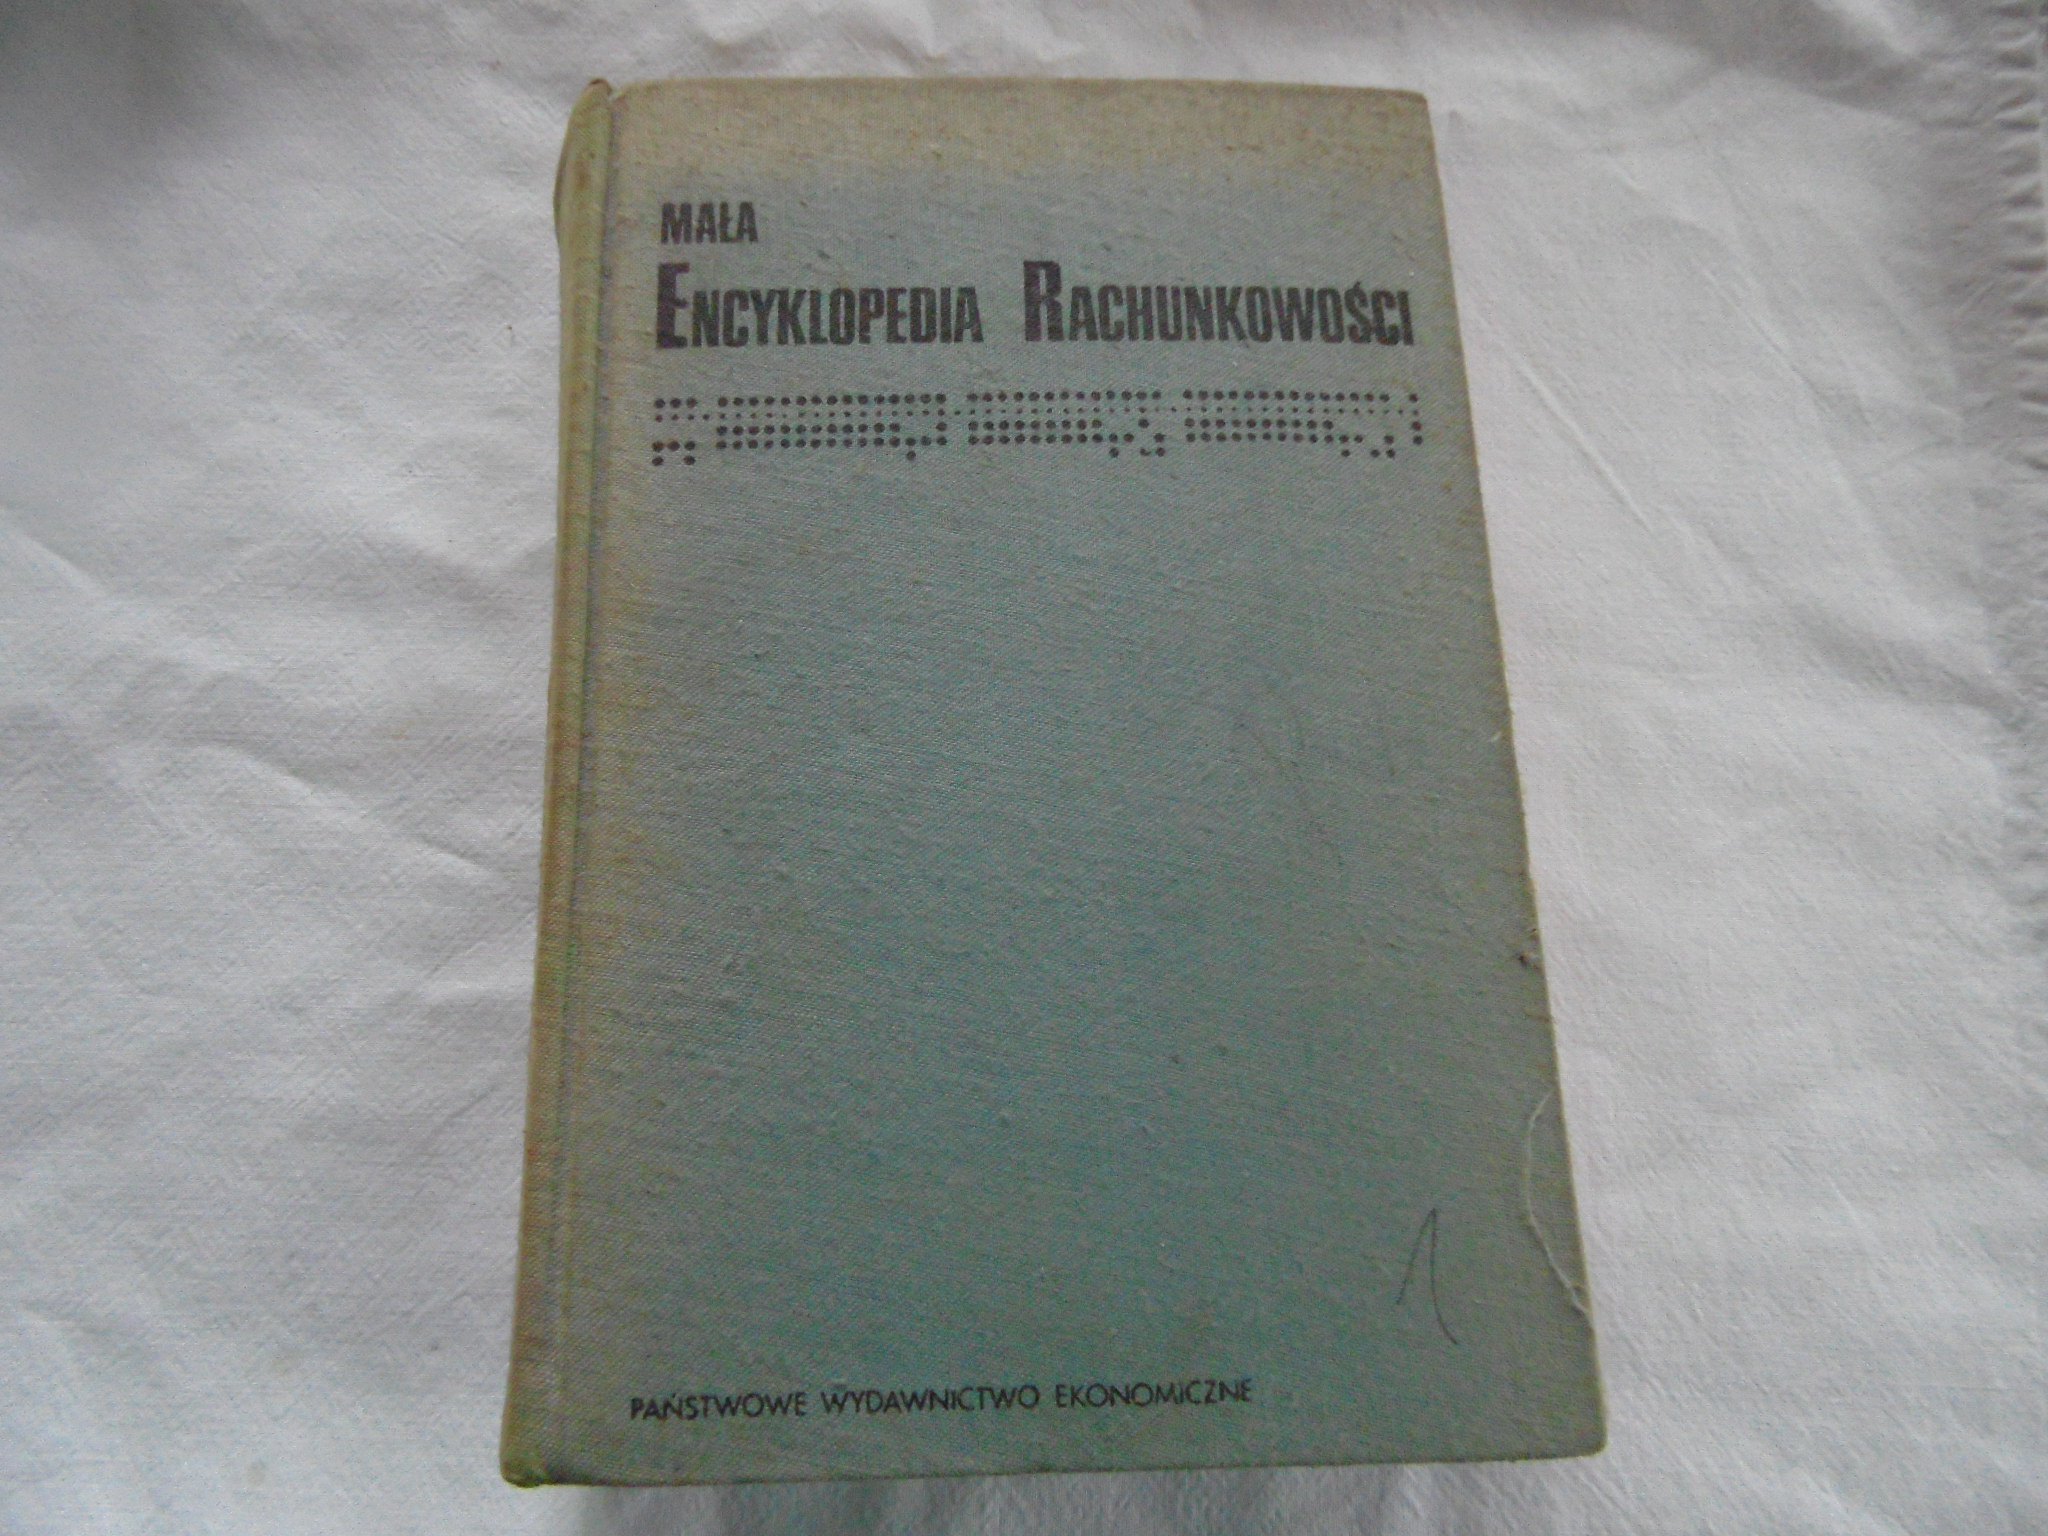 MAŁA
ENCYKLOPEDIA RACHUNKOWOŚCI
PAŃSTWOWE WYDAWNICTWO EKONOMICZNE
1